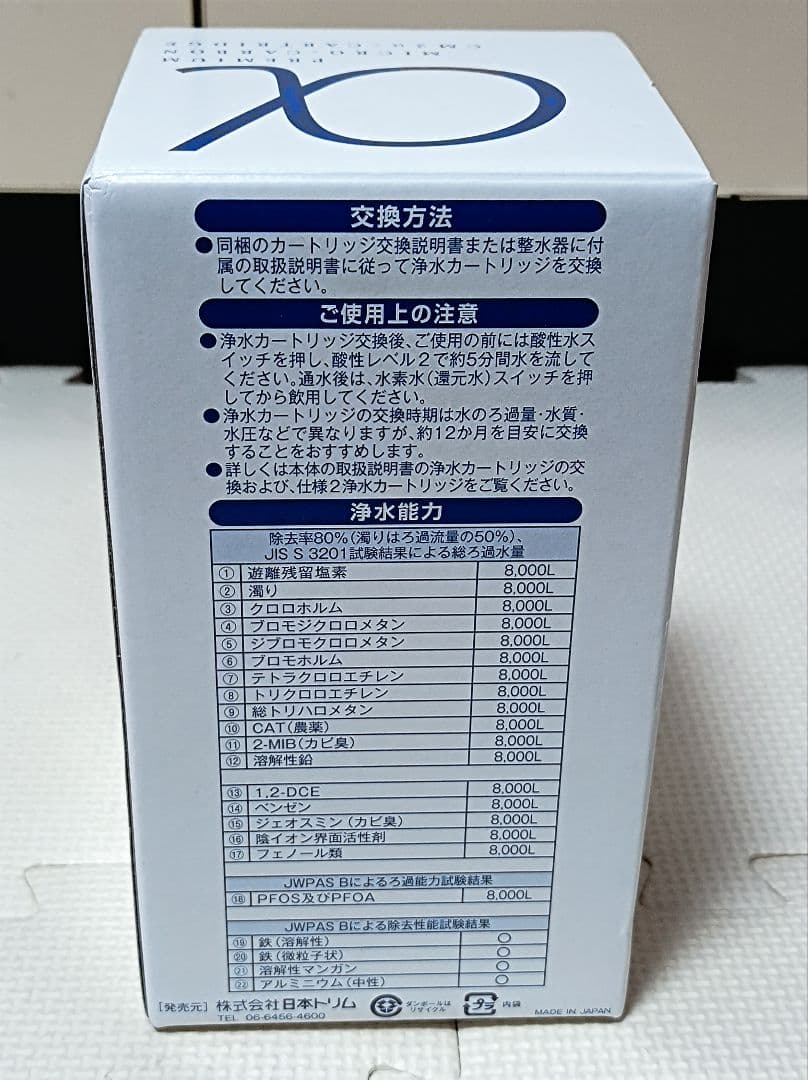 PREMIUM
MICRO-CARBON
CM2α-CARTRIDGE
α
交換方法
●同梱のカートリッジ交換説明書または整水器に付
属の取扱説明書に従って浄水カートリッジを交換
してください。
ご使用上の注意
●浄水カートリッジ交換後、ご使用の前には酸性水ス
イッチを押し、酸性レベル2で約5分間水を流して
ください。通水後は、水素水(還元水)スイッチを押
してから飲用してください。
●浄水カートリッジの交換時期は水のろ過量・水質・
水圧などで異なりますが、約12か月を目安に交換
することをおすすめします。
●詳しくは本体の取扱説明書の浄水カートリッジの交
換および、仕様2浄水カートリッジをご覧ください。
浄水能力
除去率80%(濁りはろ過流量の50%)、
JIS S 3201試験結果による総ろ過水量
① 遊離残留塩素 8,000L
② 濁り 8,000L
③ クロロホルム 8,000L
④ ブロモジクロロメタン 8,000L
⑤ ジブロモクロロメタン 8,000L
⑥ ブロモホルム 8,000L
⑦ テトラクロロエチレン 8,000L
⑧ トリクロロエチレン 8,000L
⑨ 総トリハロメタン 8,000L
⑩ CAT(農薬) 8,000L
⑪ 2-MIB(カビ臭) 8,000L
⑫ 溶解性鉛 8,000L
⑬ 1,2-DCE 8,000L
⑭ ベンゼン 8,000L
⑮ ジェオスミン(カビ臭) 8,000L
⑯ 陰イオン界面活性剤 8,000L
⑰ フェノール類 8,000L
JWPAS Bによるろ過能力試験結果
⑱ PFOS及びPFOA 8,000L
JWPAS Bによる除去性能試験結果
⑲ 鉄(溶解性) ○
⑳ 鉄(微粒子状) ○
㉑ 溶解性マンガン ○
㉒ アルミニウム(中性) ○
[発売元] 株式会社日本トリム
TEL 06-6456-4600
ダンボールは
リサイクル
プラ
内袋
MADE IN JAPAN